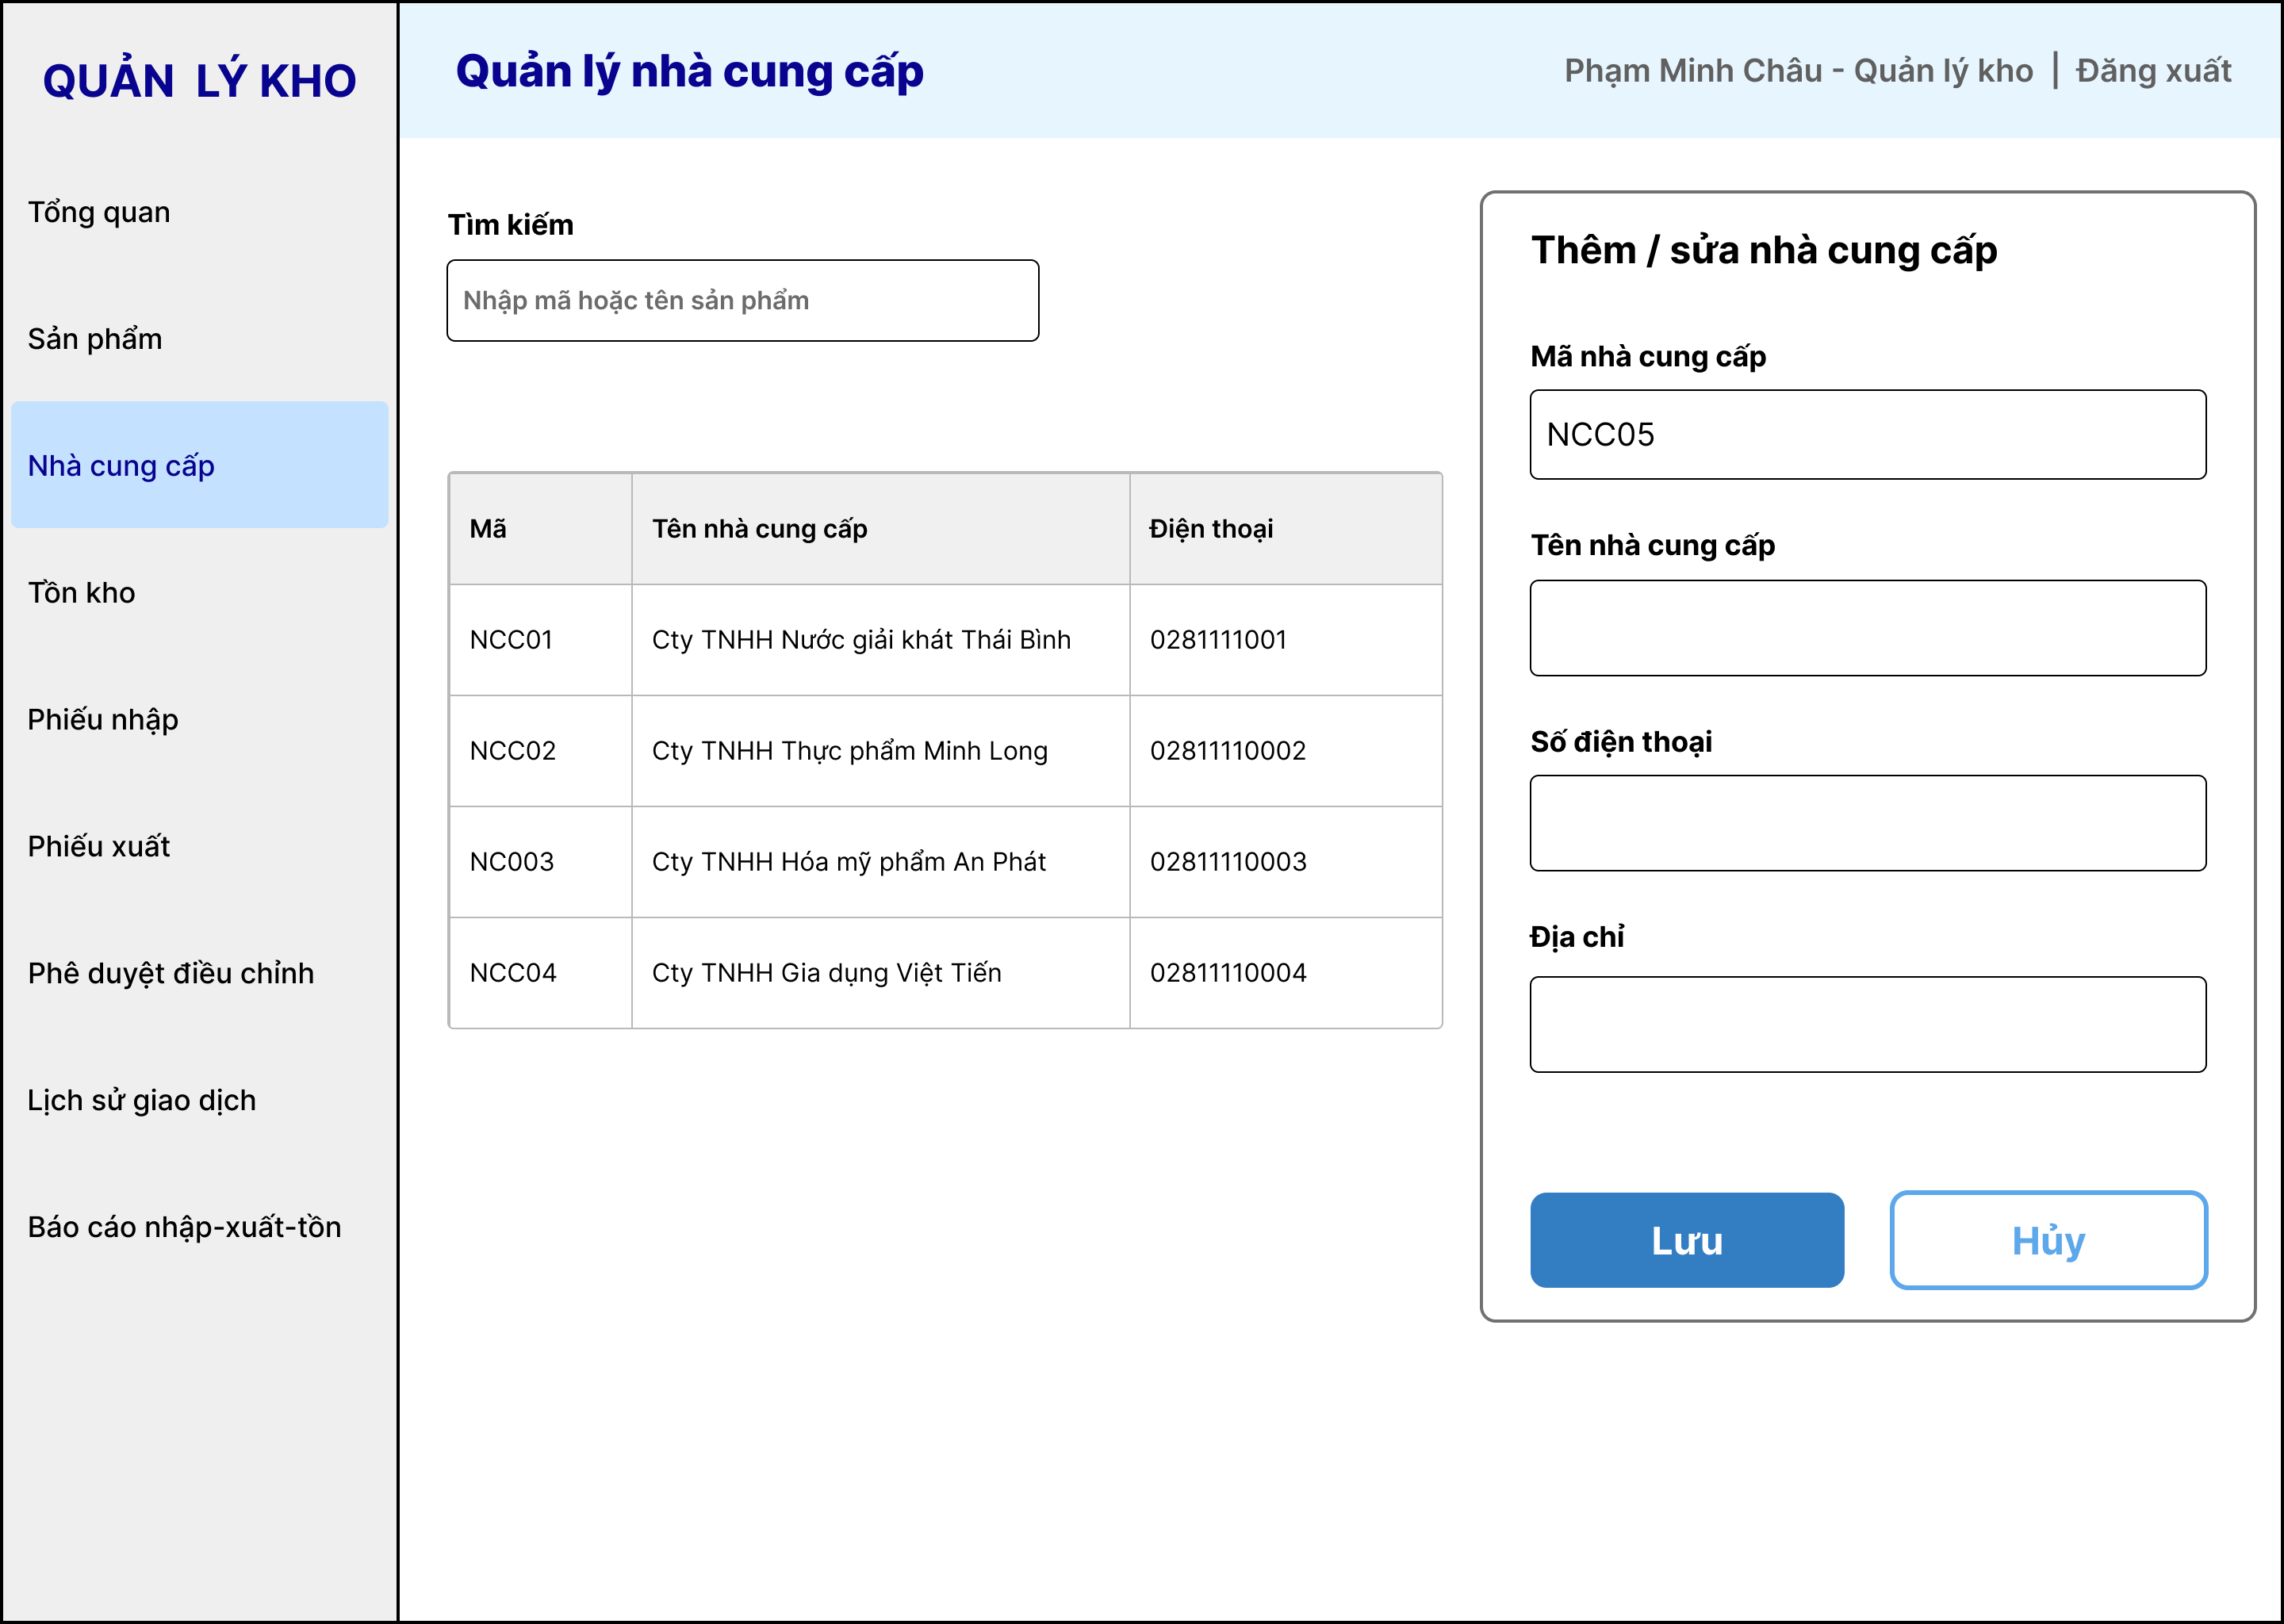 QUẢN LÝ KHO
Tổng quan
Sản phẩm
Nhà cung cấp
Tồn kho
Phiếu nhập
Phiếu xuất
Phê duyệt điều chỉnh
Lịch sử giao dịch
Báo cáo nhập-xuất-tồn
Quản lý nhà cung cấp
Phạm Minh Châu - Quản lý kho | Đăng xuất
Tìm kiếm
Nhập mã hoặc tên sản phẩm
Mã Tên nhà cung cấp Điện thoại
NCC01 Cty TNHH Nước giải khát Thái Bình 0281111001
NCC02 Cty TNHH Thực phẩm Minh Long 02811110002
NC003 Cty TNHH Hóa mỹ phẩm An Phát 02811110003
NCC04 Cty TNHH Gia dụng Việt Tiến 02811110004
Thêm / sửa nhà cung cấp
Mã nhà cung cấp
NCC05
Tên nhà cung cấp
Số điện thoại
Địa chỉ
Lưu Hủy